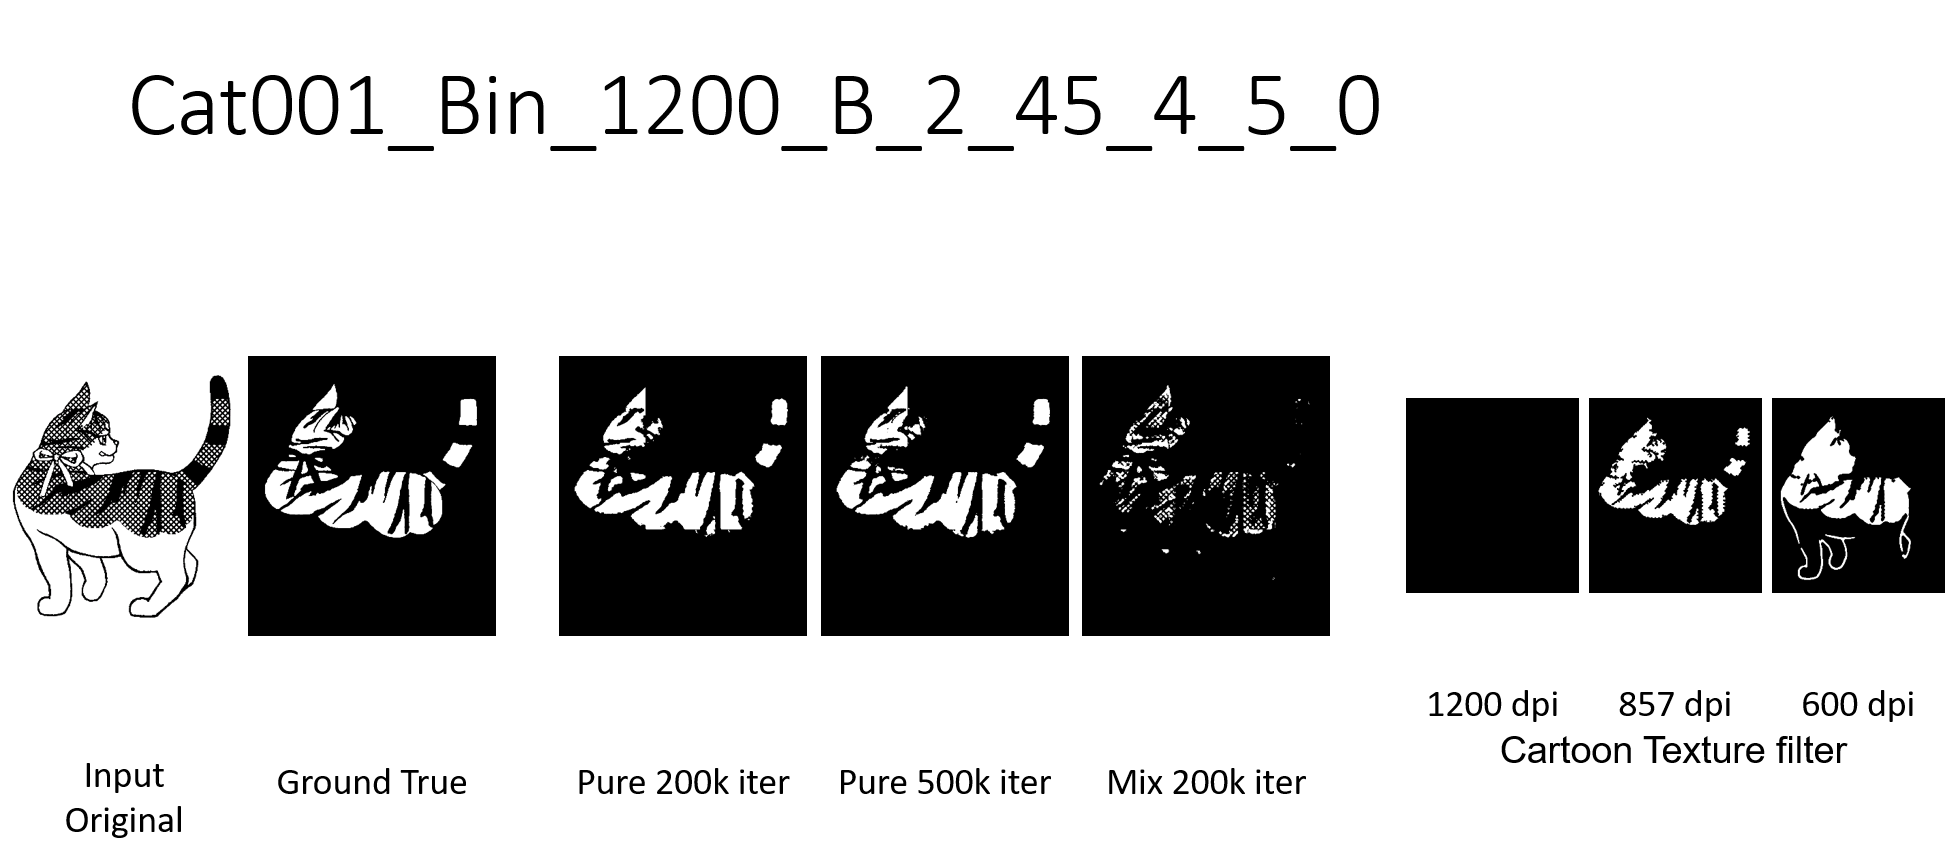 Cat001_Bin_1200_B_2_45_4_5_0
1200 dpi
857 dpi
600 dpi
Cartoon Texture filter
Input
Original
Ground True
Pure 200k iter
Pure 500k iter
Mix 200k iter